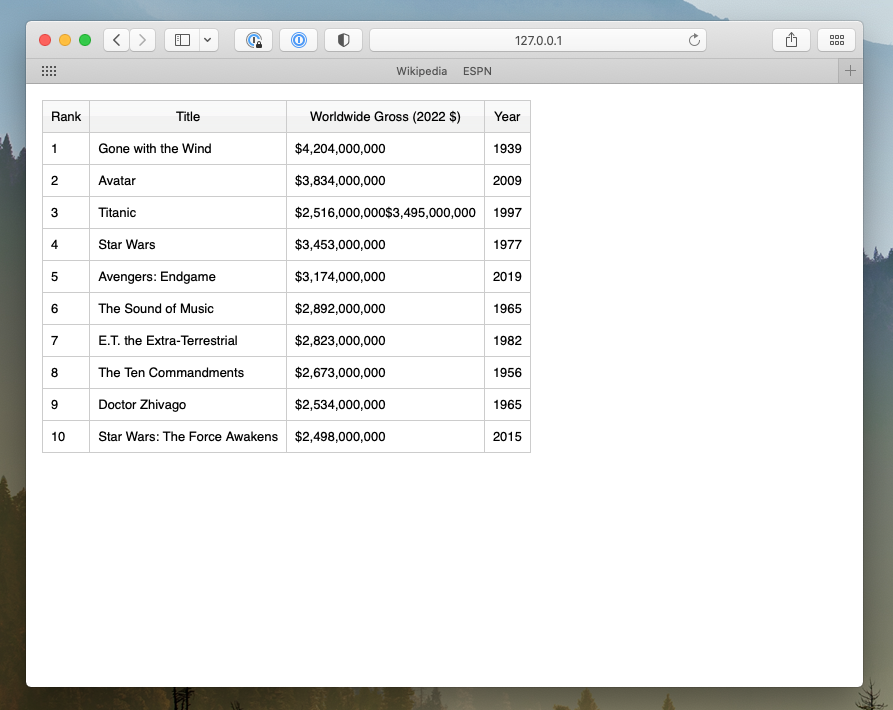 127.0.0.1
Wikipedia ESPN
Rank Title Worldwide Gross (2022 $) Year
1 Gone with the Wind $4,204,000,000 1939
2 Avatar $3,834,000,000 2009
3 Titanic $2,516,000,000$3,495,000,000 1997
4 Star Wars $3,453,000,000 1977
5 Avengers: Endgame $3,174,000,000 2019
6 The Sound of Music $2,892,000,000 1965
7 E.T. the Extra-Terrestrial $2,823,000,000 1982
8 The Ten Commandments $2,673,000,000 1956
9 Doctor Zhivago $2,534,000,000 1965
10 Star Wars: The Force Awakens $2,498,000,000 2015